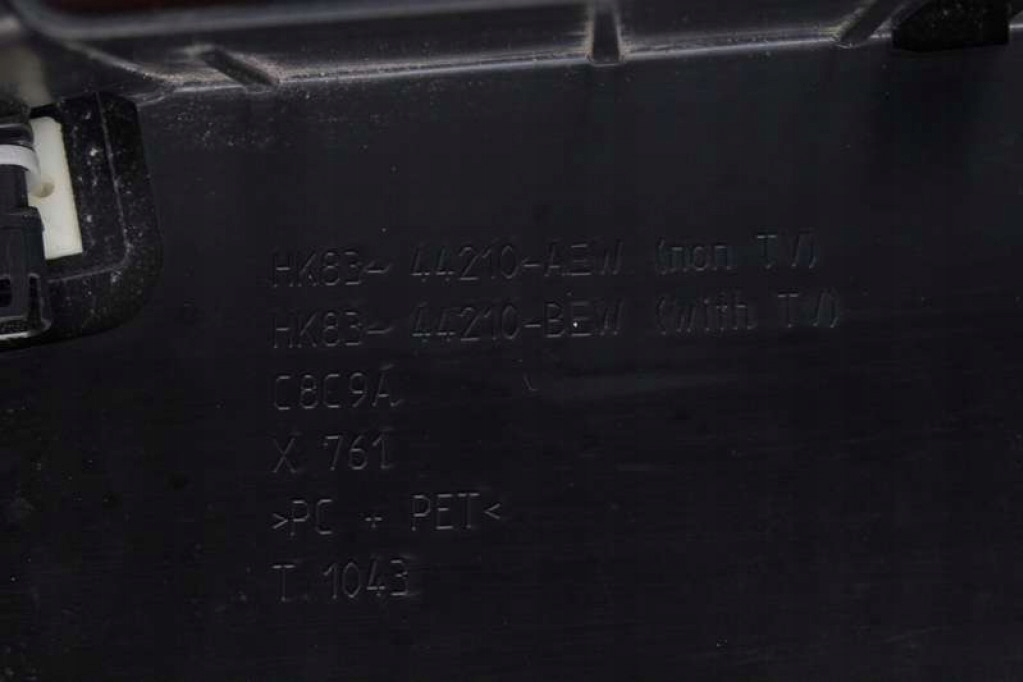 HK83- 44210-AEW (non TV)
HK83- 44210-BEW (with TV)
C8C9A
X 761
>PC + PET<
T 1043